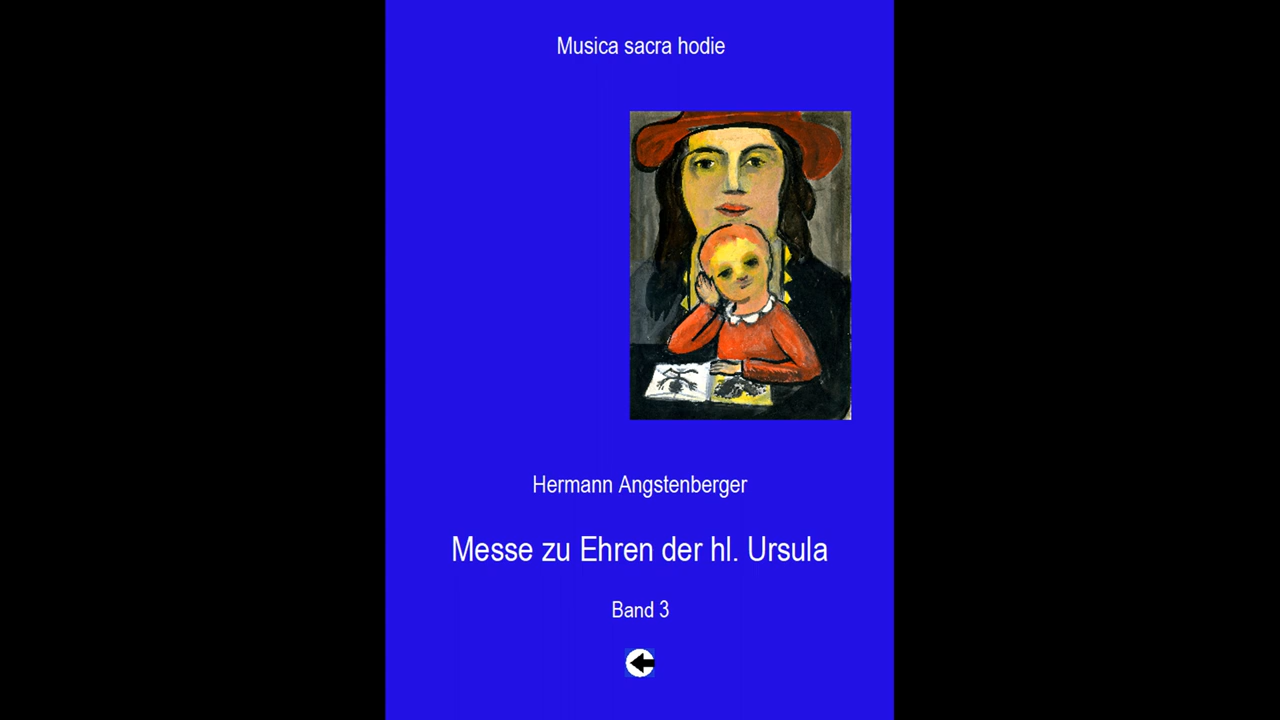 Musica sacra hodie
Hermann Angstenberger
Messe zu Ehren der hl. Ursula
Band 3